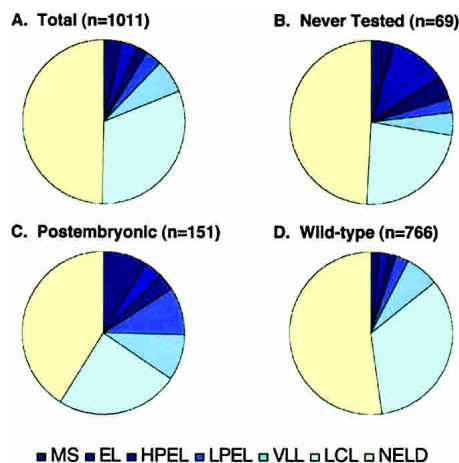 A. Total (n=1011)
B. Never Tested (n=69)
C. Postembryonic (n=151)
D. Wild-type (n=766)
MS EL HPEL LPEL VLL LCL NELD